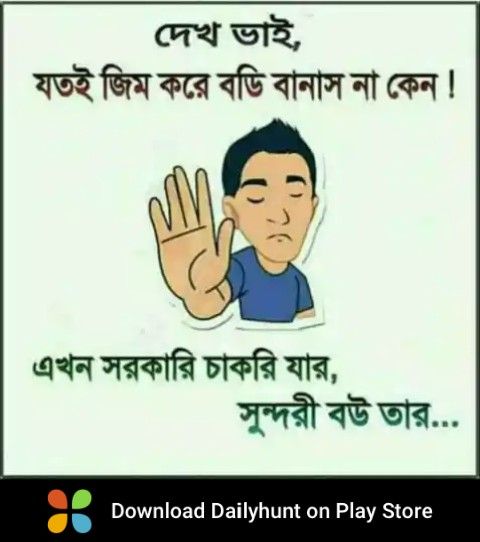 দেখ ভাই,
যতই জিম করে বডি বানাস না কেন !
এখন সরকারি চাকরি যার,
সুন্দরী বউ তার...
Download Dailyhunt on Play Store